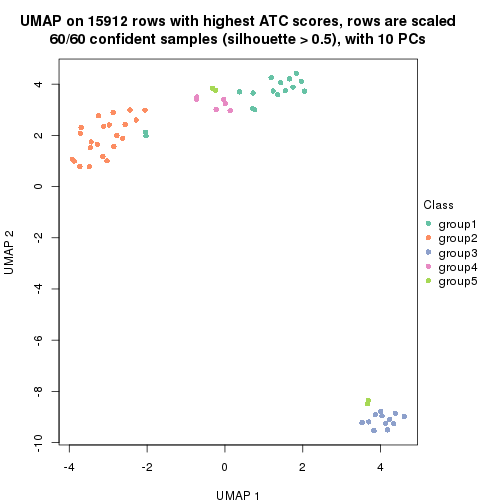 UMAP on 15912 rows with highest ATC scores, rows are scaled
60/60 confident samples (silhouette > 0.5), with 10 PCs
4
2
0
-2
-4
-6
-8
-10
UMAP 2
-4
-2
0
2
4
UMAP 1
Class
group1
group2
group3
group4
group5